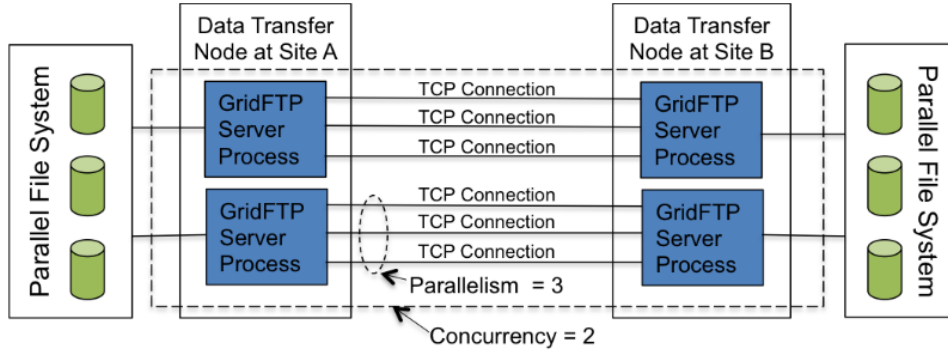 Data Transfer
Node at Site A
Data Transfer
Node at Site B
Parallel File System
GridFTP
Server
Process
TCP Connection
TCP Connection
TCP Connection
GridFTP
Server
Process
GridFTP
Server
Process
TCP Connection
TCP Connection
TCP Connection
GridFTP
Server
Process
Parallel File System
Parallelism = 3
Concurrency = 2